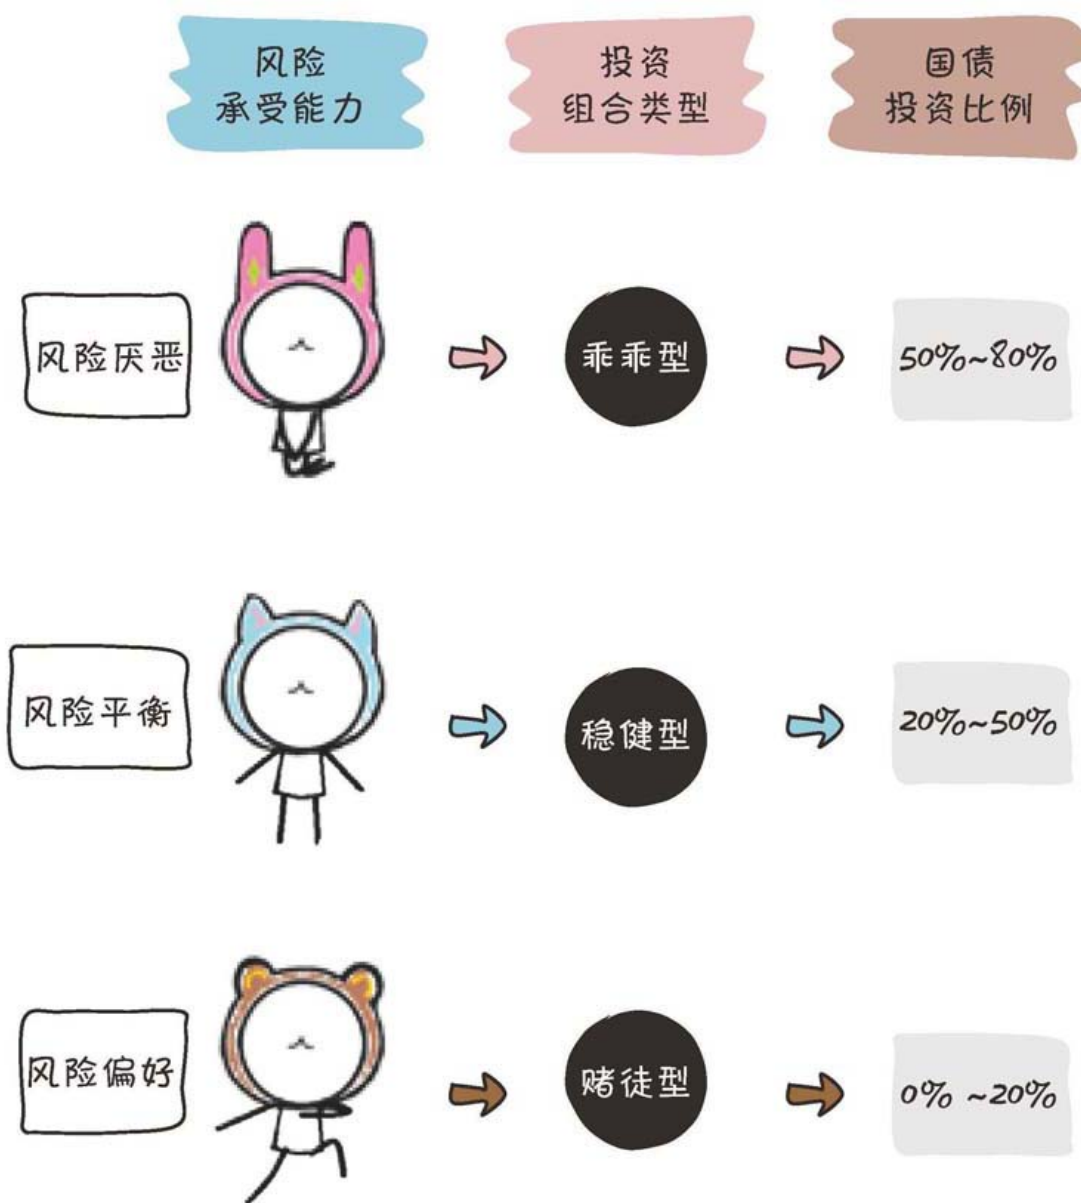 风险
承受能力
投资
组合类型
国债
投资比例
风险厌恶
乖乖型
50%~80%
风险平衡
稳健型
20%~50%
风险偏好
赌徒型
0% ~20%